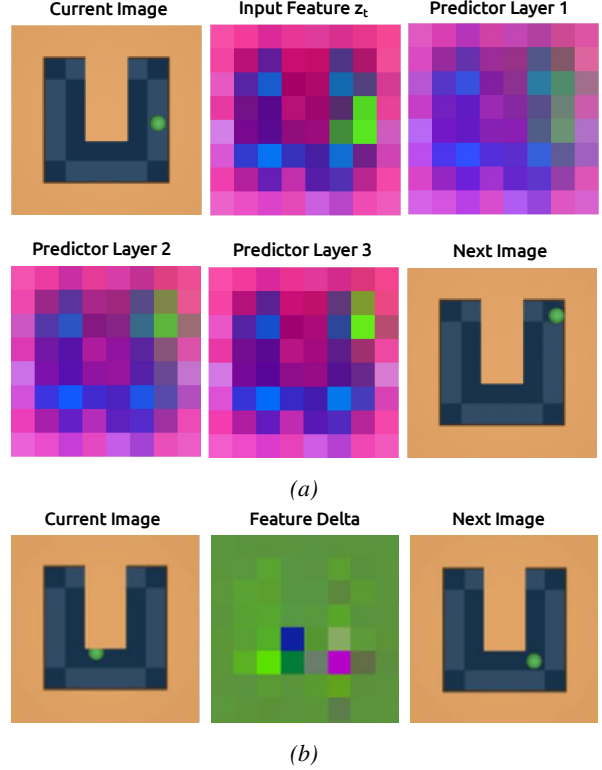 Current Image
Input Feature z_t
Predictor Layer 1
Predictor Layer 2
Predictor Layer 3
Next Image
(a)
Current Image
Feature Delta
Next Image
(b)